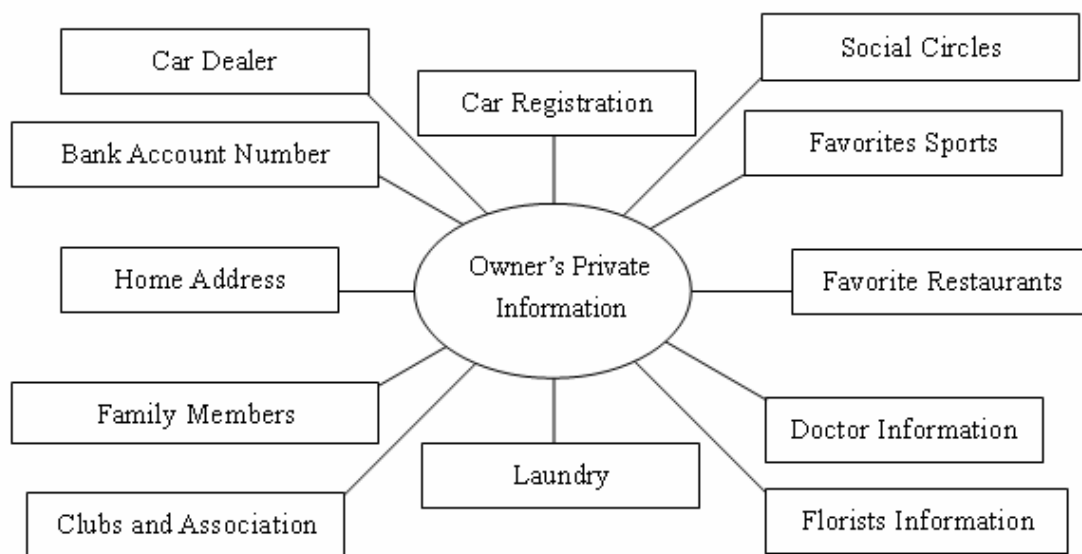 Social Circles
Car Dealer
Car Registration
Favorites Sports
Bank Account Number
Owner's Private
Information
Home Address
Favorite Restaurants
Family Members
Doctor Information
Laundry
Clubs and Association
Florists Information